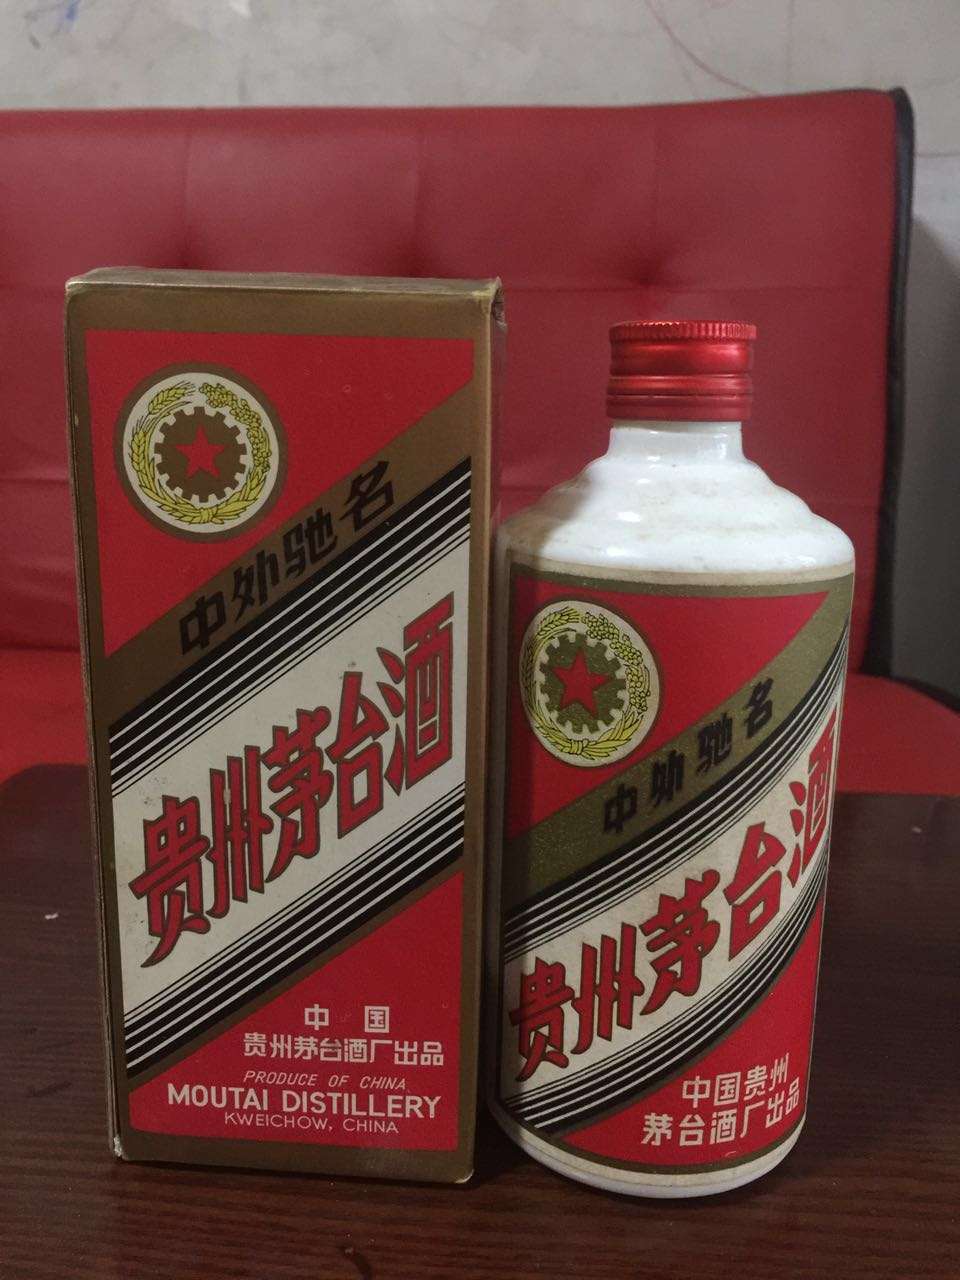 中外驰名
贵州茅台酒
中国
贵州茅台酒厂出品
PRODUCE OF CHINA
MOUTAI DISTILLERY
KWEICHOW, CHINA
中外驰名
贵州茅台酒
中国贵州
茅台酒厂出品